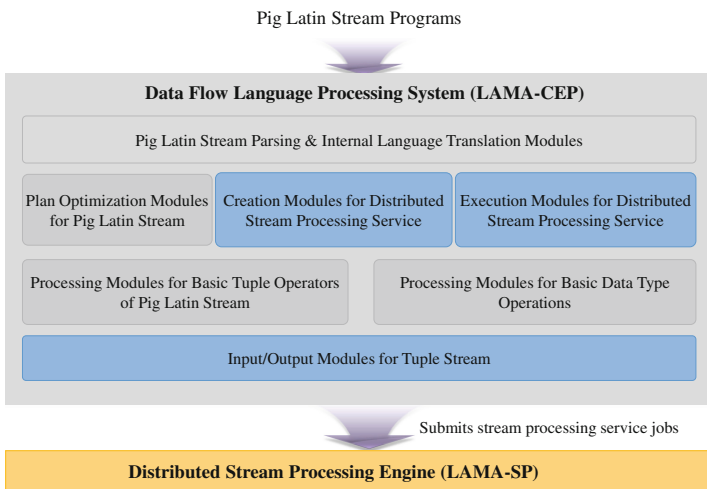 Pig Latin Stream Programs
Data Flow Language Processing System (LAMA-CEP)
Pig Latin Stream Parsing & Internal Language Translation Modules
Plan Optimization Modules
for Pig Latin Stream
Creation Modules for Distributed
Stream Processing Service
Execution Modules for Distributed
Stream Processing Service
Processing Modules for Basic Tuple Operators
of Pig Latin Stream
Processing Modules for Basic Data Type
Operations
Input/Output Modules for Tuple Stream
Submits stream processing service jobs
Distributed Stream Processing Engine (LAMA-SP)